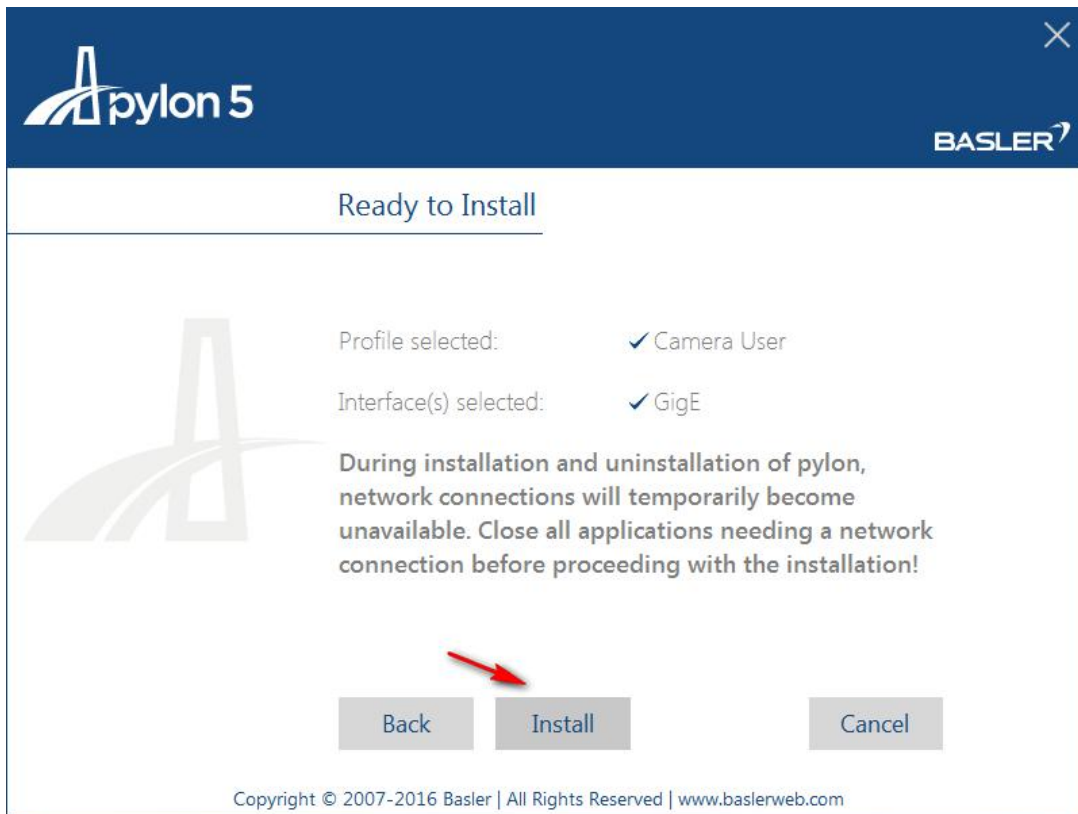 pylon 5
BASLER
Ready to Install
Profile selected: Camera User
Interface(s) selected: GigE
During installation and uninstallation of pylon,
network connections will temporarily become
unavailable. Close all applications needing a network
connection before proceeding with the installation!
Back Install Cancel
Copyright © 2007-2016 Basler | All Rights Reserved | www.baslerweb.com